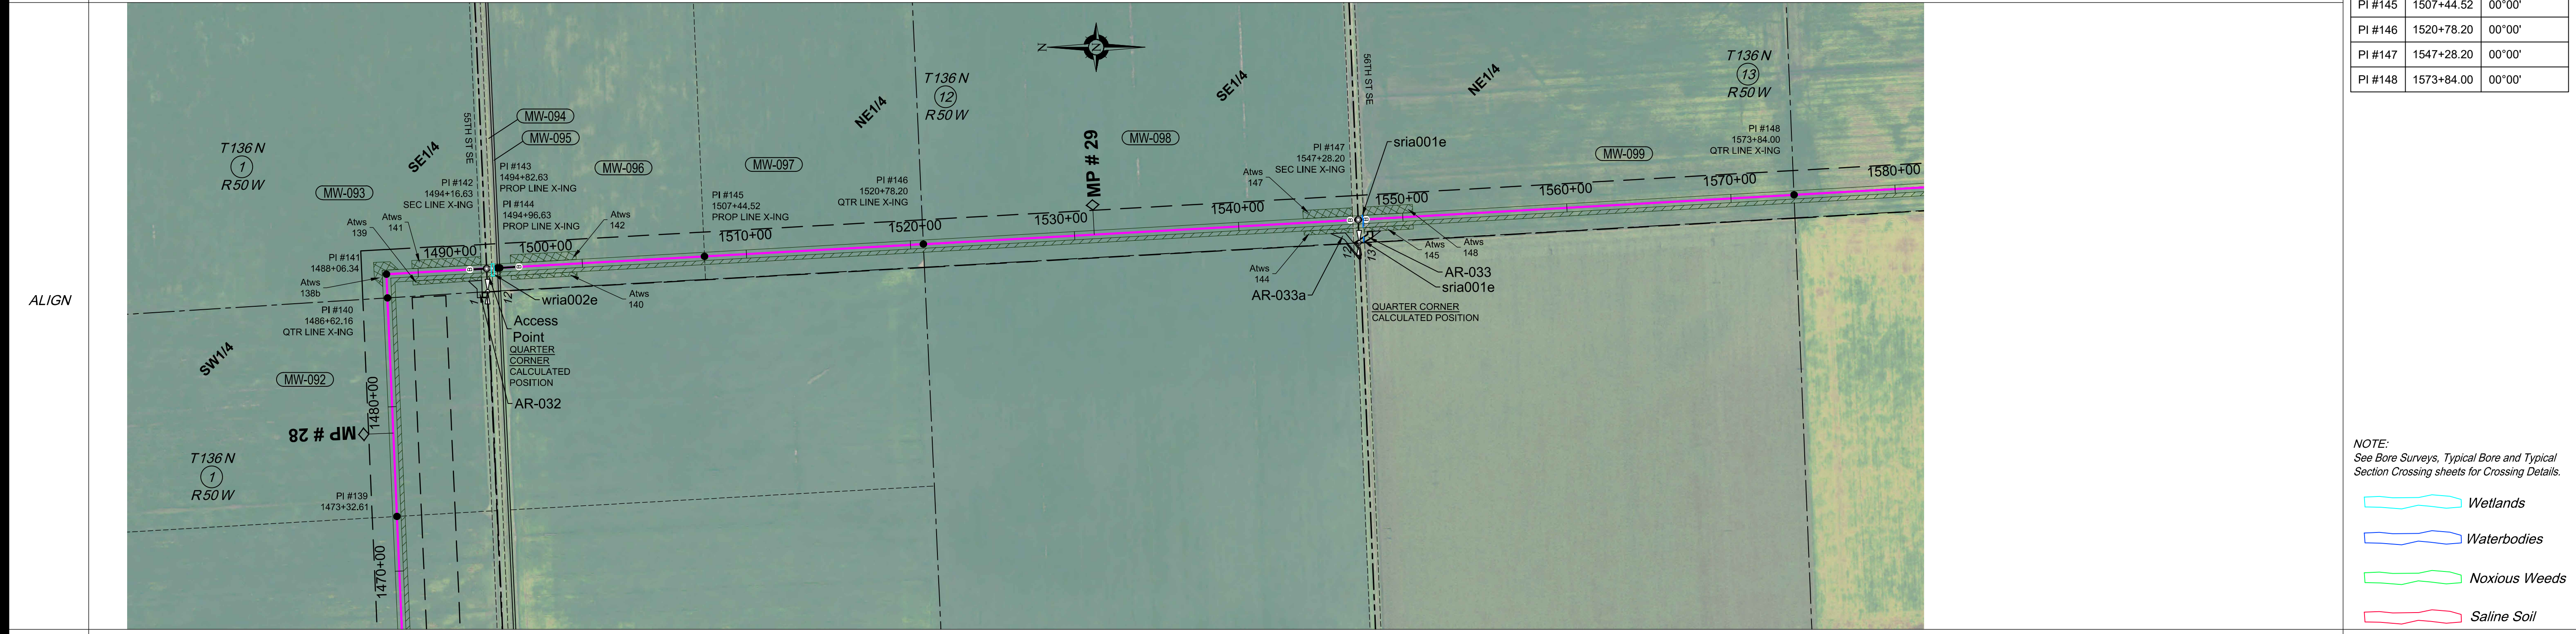 ALIGN
T136 N
1
R50 W
SE1/4
55TH ST SE
MW-093
MW-094
MW-095
MW-096
MW-097
PI #142
1494+16.63
SEC LINE X-ING
PI #143
1494+82.63
PROP LINE X-ING
PI #144
1494+96.63
PROP LINE X-ING
Atws
139
Atws
141
Atws
142
1490+00
1500+00
PI #141
1488+06.34
Atws
138b
PI #140
1486+62.16
QTR LINE X-ING
SW1/4
MW-092
1480+00
MP # 28
T136 N
1
R50 W
PI #139
1473+32.61
1470+00
1
12
wria002e
Atws
140
Access
Point
QUARTER
CORNER
CALCULATED
POSITION
AR-032
PI #145
1507+44.52
PROP LINE X-ING
1510+00
NE1/4
T136 N
12
R50 W
PI #146
1520+78.20
QTR LINE X-ING
1520+00
N
N
MP # 29
MW-098
1530+00
SE1/4
1540+00
Atws
147
PI #147
1547+28.20
SEC LINE X-ING
56TH ST SE
sria001e
B
B
B
B
1550+00
Atws
144
AR-033a
12
13
Atws
145
Atws
148
AR-033
sria001e
QUARTER CORNER
CALCULATED POSITION
NE1/4
MW-099
1560+00
1570+00
T136 N
13
R50 W
PI #148
1573+84.00
QTR LINE X-ING
1580+00
PI #145 1507+44.52 00°00'
PI #146 1520+78.20 00°00'
PI #147 1547+28.20 00°00'
PI #148 1573+84.00 00°00'
NOTE:
See Bore Surveys, Typical Bore and Typical
Section Crossing sheets for Crossing Details.
Wetlands
Waterbodies
Noxious Weeds
Saline Soil